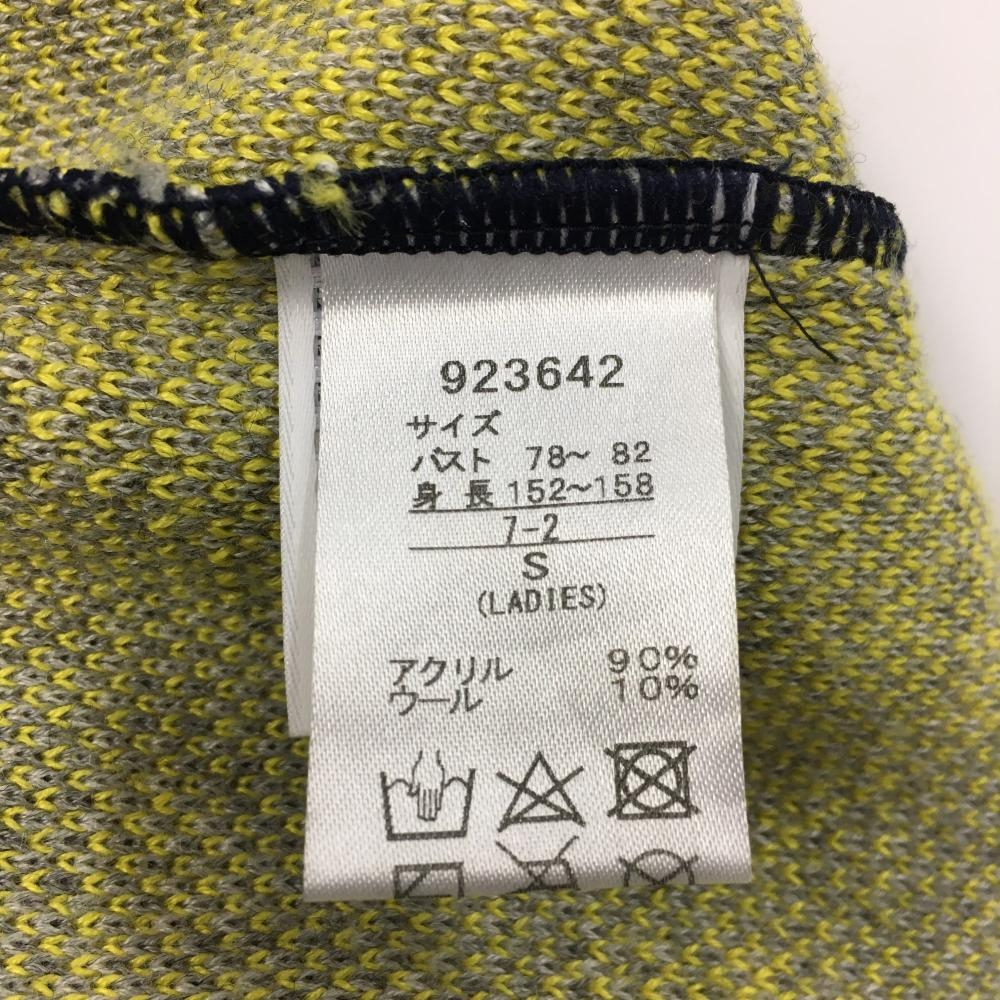 923642
サイズ
バスト 78〜 82
身 長 152〜158
7-2
S
(LADIES)
アクリル 90%
ウール 10%